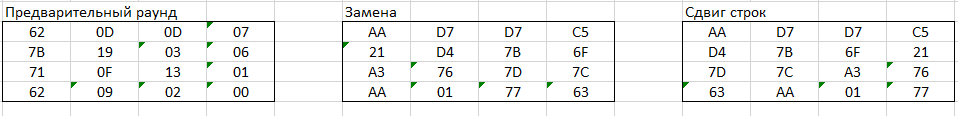 Предварительный раунд Замена Сдвиг строк
62 0D 0D 07 AA D7 D7 C5 AA D7 D7 C5
7B 19 03 06 21 D4 7B 6F D4 7B 6F 21
71 0F 13 01 A3 76 7D 7C 7D 7C A3 76
62 09 02 00 AA 01 77 63 63 AA 01 77